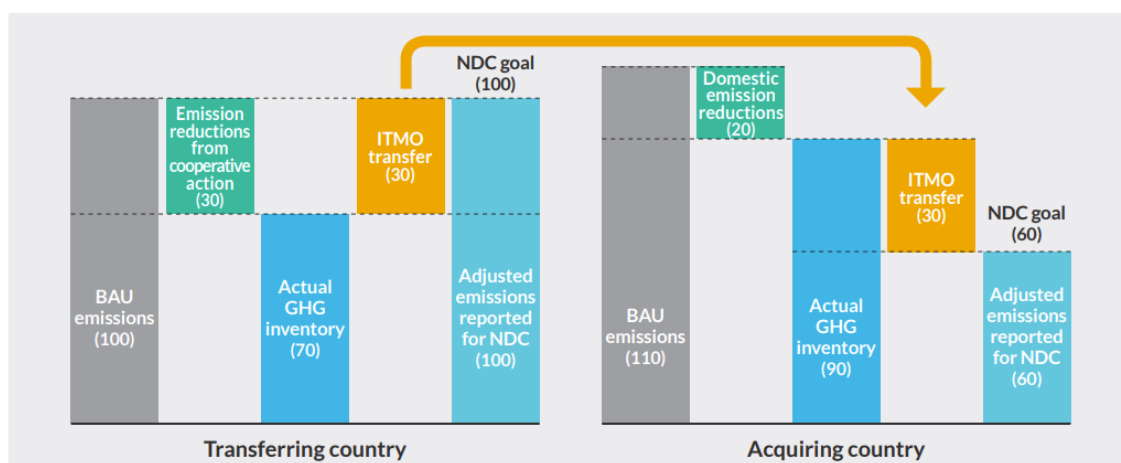 NDC goal
(100)
Emission
reductions
from
cooperative
action
(30)
ITMO
transfer
(30)
BAU
emissions
(100)
Actual
GHG
inventory
(70)
Adjusted
emissions
reported
for NDC
(100)
Transferring country
Domestic
emission
reductions
(20)
ITMO
transfer
(30)
NDC goal
(60)
BAU
emissions
(110)
Actual
GHG
inventory
(90)
Adjusted
emissions
reported
for NDC
(60)
Acquiring country